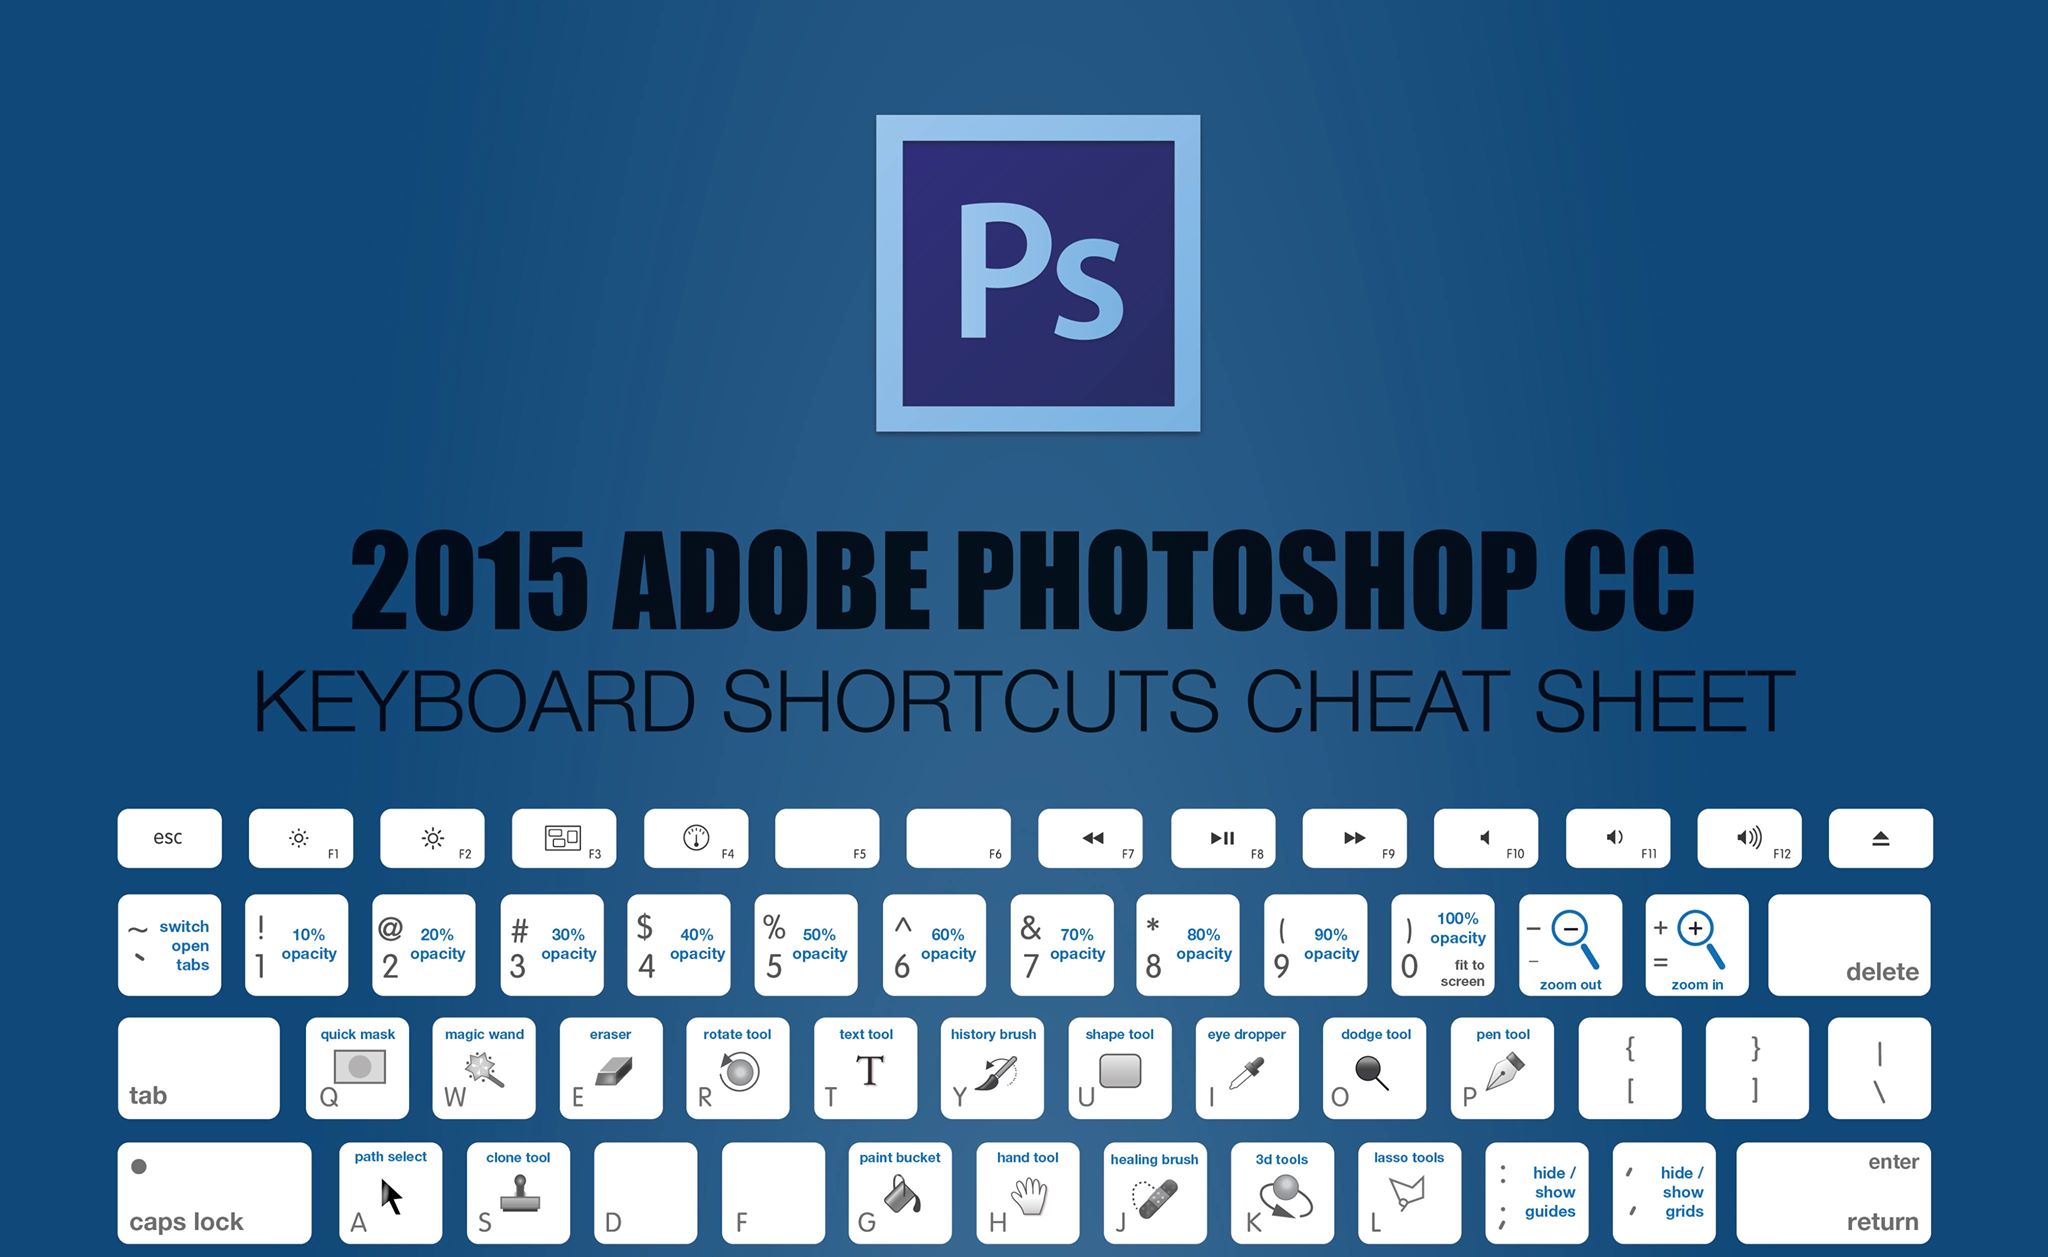 Ps
2015 ADOBE PHOTOSHOP CC
KEYBOARD SHORTCUTS CHEAT SHEET
esc F1 F2 F3 F4 F5 F6 F7 F8 F9 F10 F11 F12
~ ` switch open tabs
! 1 10% opacity
@ 2 20% opacity
# 3 30% opacity
$ 4 40% opacity
% 5 50% opacity
^ 6 60% opacity
& 7 70% opacity
* 8 80% opacity
( 9 90% opacity
) 0 100% opacity fit to screen
– – zoom out
+ = zoom in
delete
tab
quick mask Q
magic wand W
eraser E
rotate tool R
text tool T T
history brush Y
shape tool U
eye dropper I
dodge tool O
pen tool P
{ [
} ]
| \
caps lock
path select A
clone tool S
D
F
paint bucket G
hand tool H
healing brush J
3d tools K
lasso tools L
: ; hide / show guides
' ' hide / show grids
enter
return